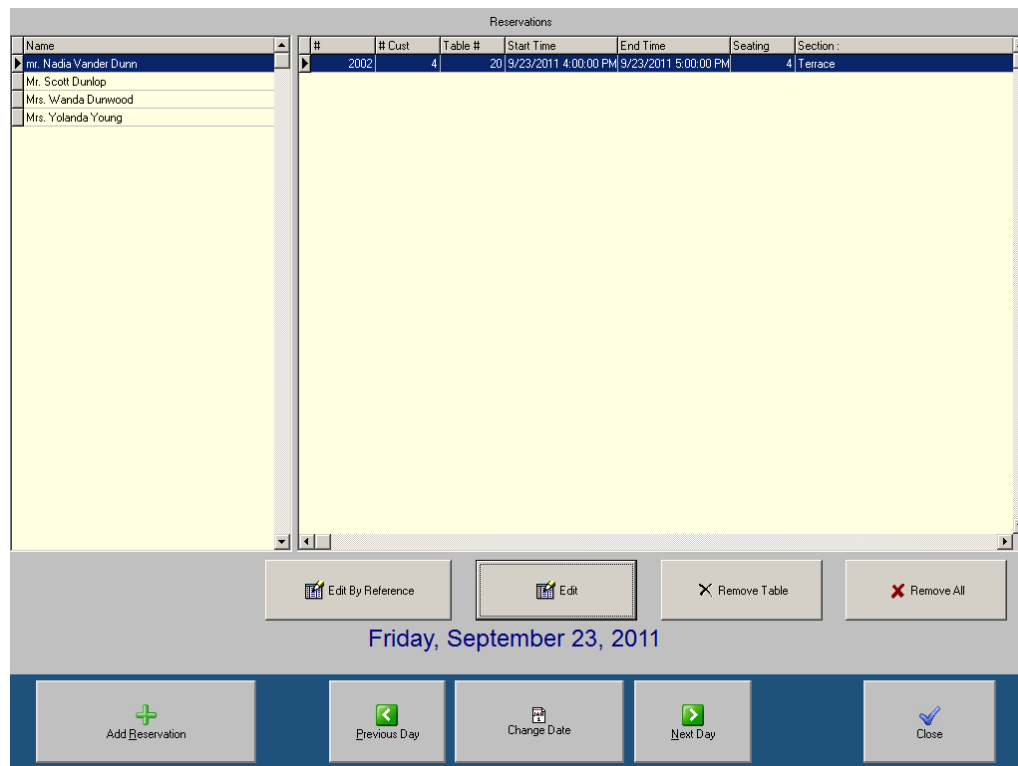 Reservations
Name
# # Cust Table # Start Time End Time Seating Section :
mr. Nadia Vander Dunn
2002 4 20 9/23/2011 4:00:00 PM 9/23/2011 5:00:00 PM 4 Terrace
Mr. Scott Dunlop
Mrs. Wanda Dunwood
Mrs. Yolanda Young
Edit By Reference Edit Remove Table Remove All
Friday, September 23, 2011
Add Reservation Previous Day Change Date Next Day Close